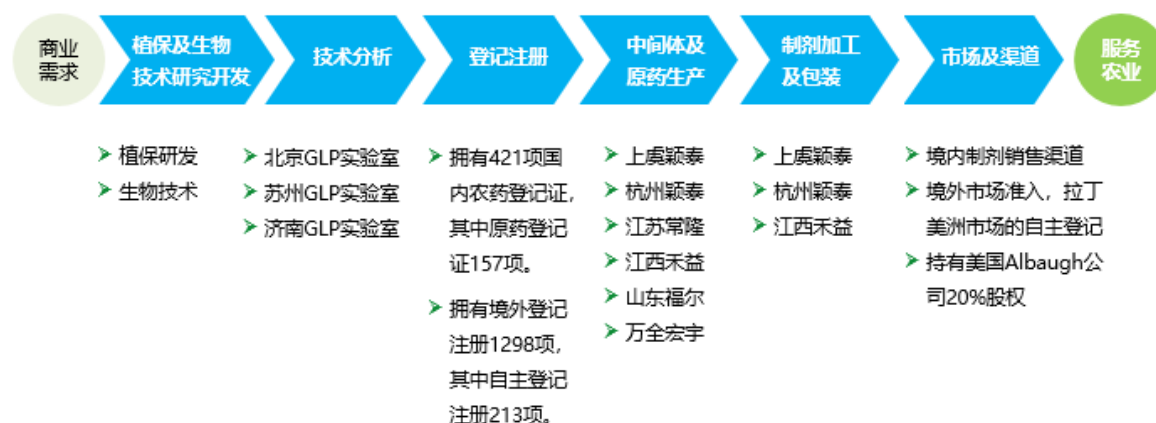 商业
需求
植保及生物
技术研究开发
技术分析
登记注册
中间体及
原药生产
制剂加工
及包装
市场及渠道
服务
农业
植保研发
生物技术
北京GLP实验室
苏州GLP实验室
济南GLP实验室
拥有421项国
内农药登记证，
其中原药登记
证157项。
拥有境外登记
注册1298项，
其中自主登记
注册213项。
上虞颖泰
杭州颖泰
江苏常隆
江西禾益
山东福尔
万全宏宇
上虞颖泰
杭州颖泰
江西禾益
境内制剂销售渠道
境外市场准入，拉丁
美洲市场的自主登记
持有美国Albaugh公
司20%股权